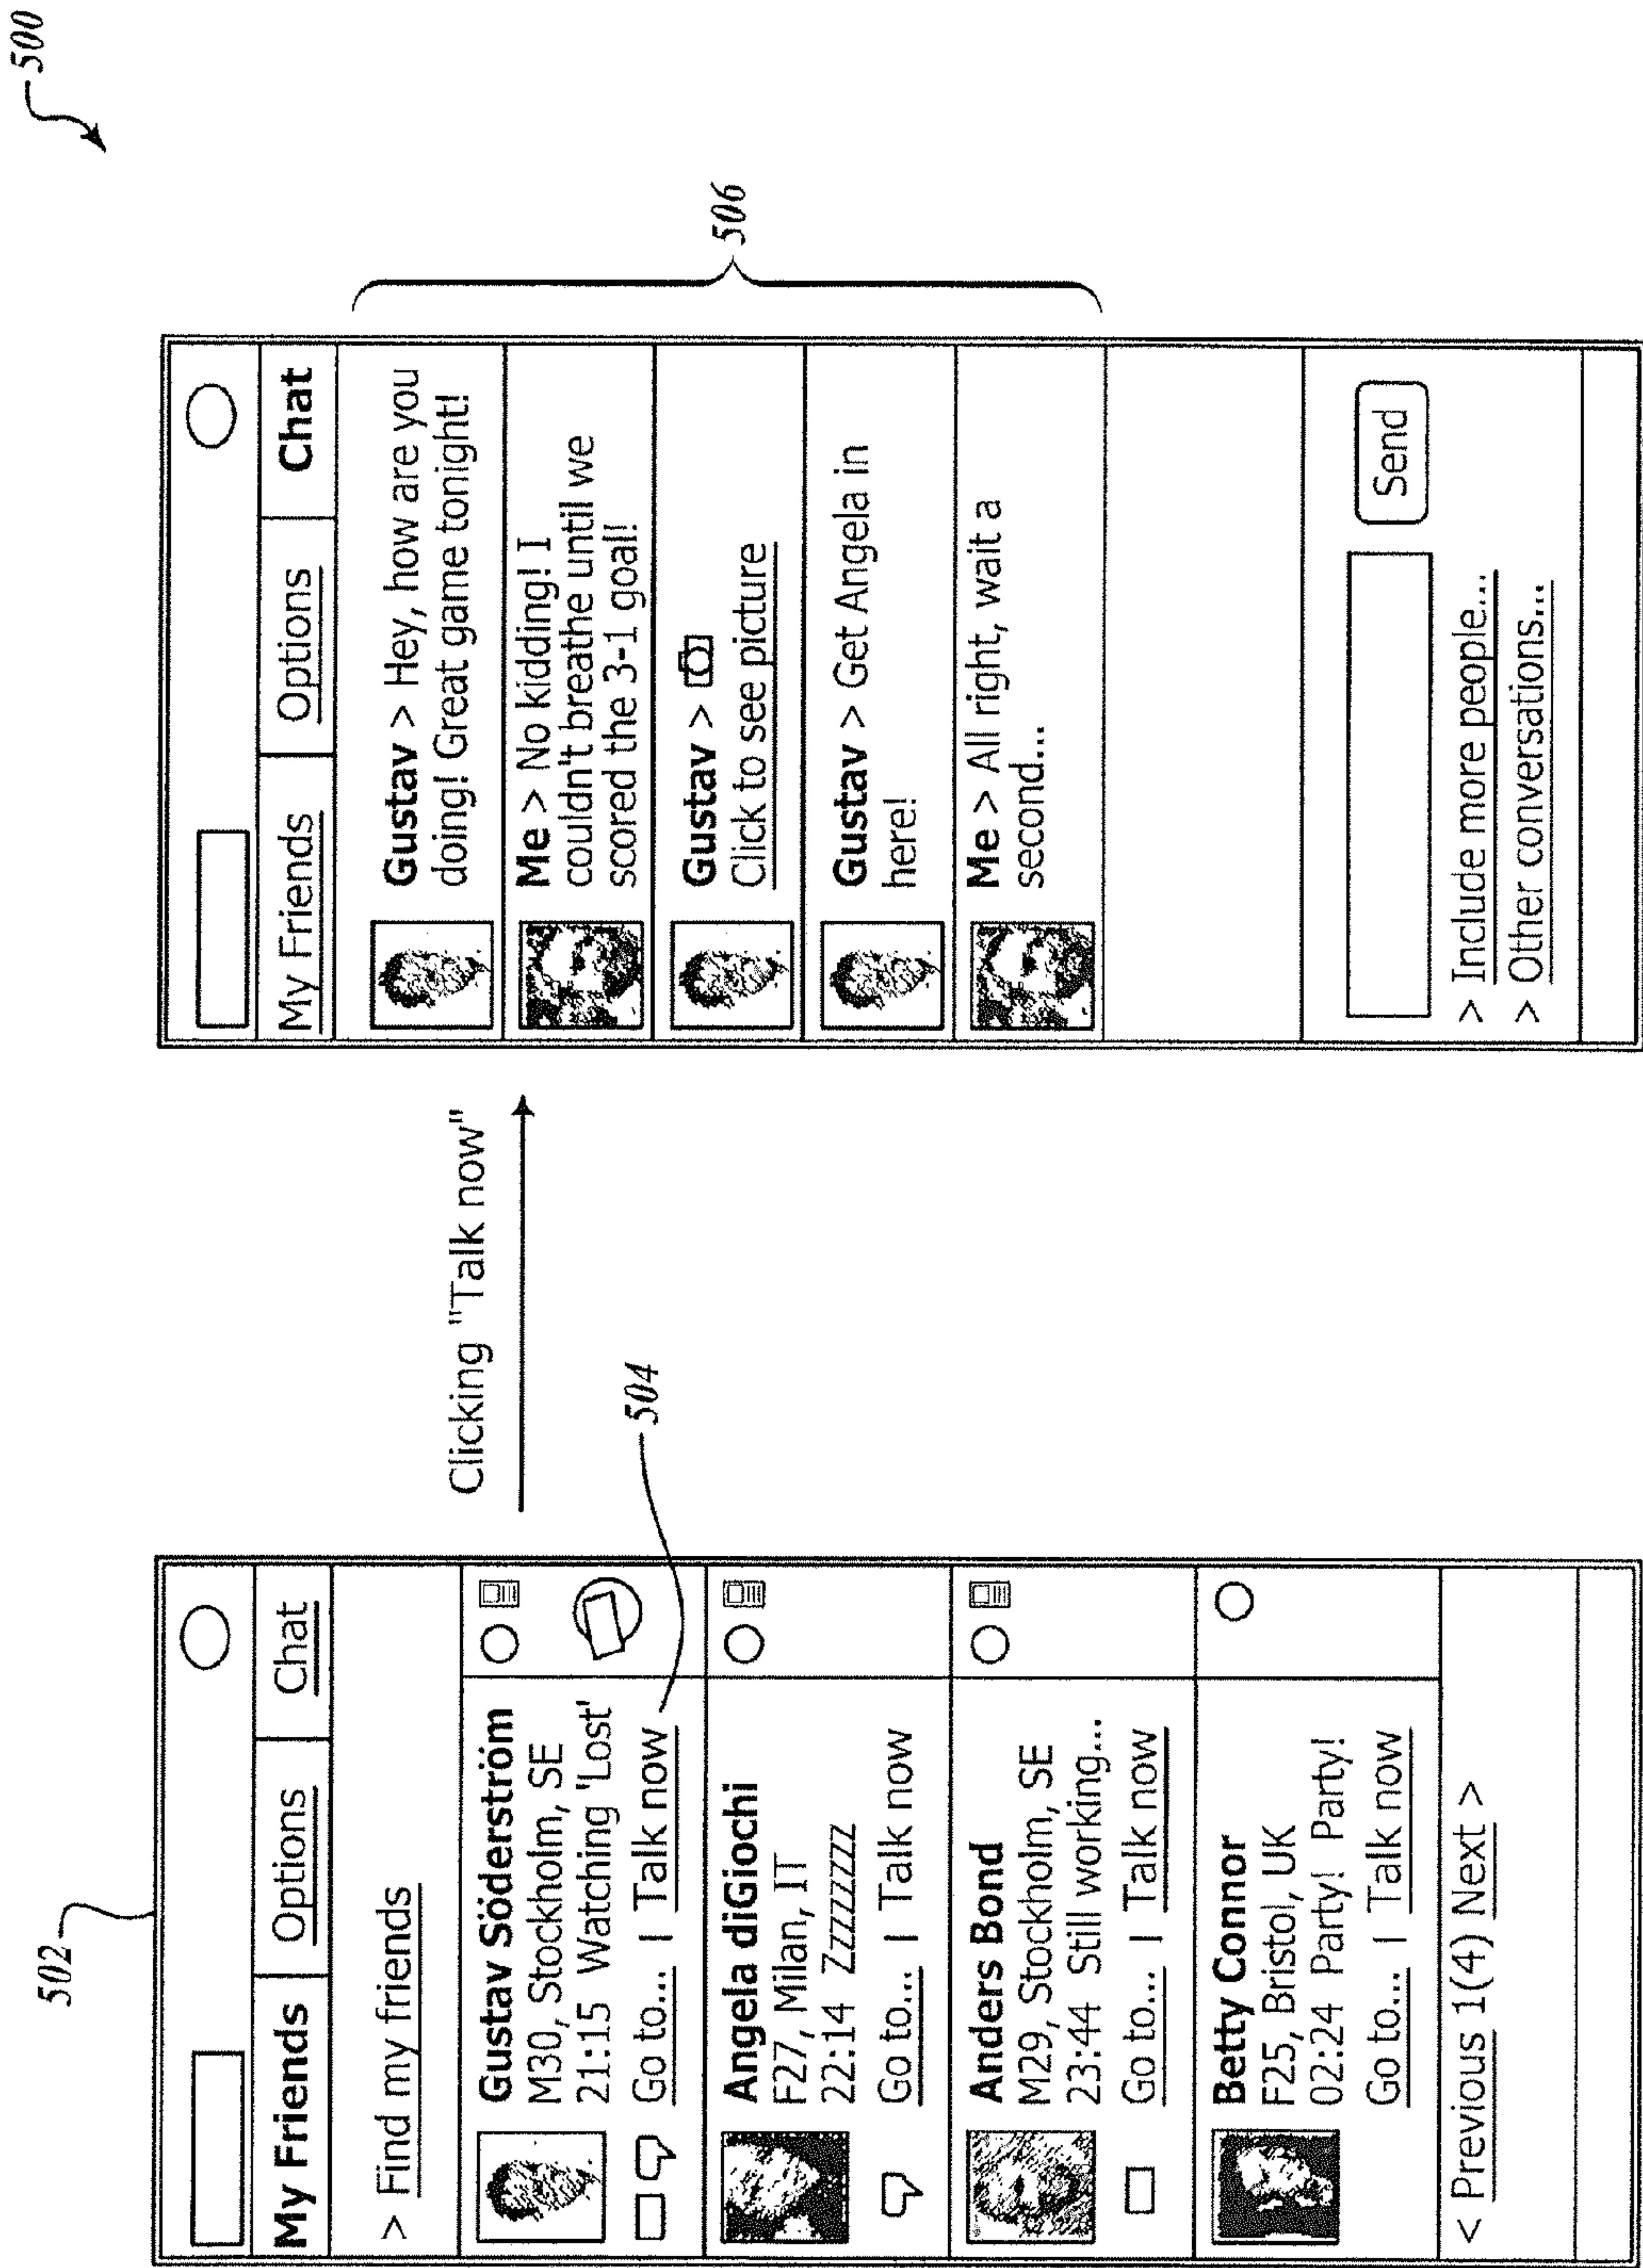 500
502
My Friends Options Chat
> Find my friends
Gustav Söderström
M30, Stockholm, SE
21:15 Watching 'Lost'
Go to... | Talk now
504
Angela diGiochi
F27, Milan, IT
22:14 Zzzzzzzz
Go to... | Talk now
Anders Bond
M29, Stockholm, SE
23:44 Still working...
Go to... | Talk now
Betty Connor
F25, Bristol, UK
02:24 Party! Party!
Go to... | Talk now
< Previous 1(4) Next >
Clicking "Talk now"
My Friends Options Chat
Gustav > Hey, how are you
doing! Great game tonight!
Me > No kidding! I
couldn't breathe until we
scored the 3-1 goal!
Gustav >
Click to see picture
Gustav > Get Angela in
here!
Me > All right, wait a
second...
506
Send
> Include more people...
> Other conversations...